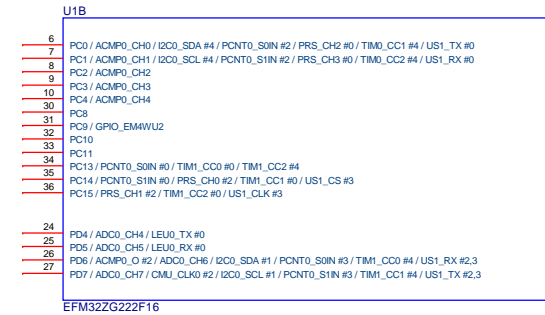 U1B
6 PC0 / ACMP0_CH0 / I2C0_SDA #4 / PCNT0_S0IN #2 / PRS_CH2 #0 / TIM0_CC1 #4 / US1_TX #0
7 PC1 / ACMP0_CH1 / I2C0_SCL #4 / PCNT0_S1IN #2 / PRS_CH3 #0 / TIM0_CC2 #4 / US1_RX #0
8 PC2 / ACMP0_CH2
9 PC3 / ACMP0_CH3
10 PC4 / ACMP0_CH4
30 PC8
31 PC9 / GPIO_EM4WU2
32 PC10
33 PC11
34 PC13 / PCNT0_S0IN #0 / TIM1_CC0 #0 / TIM1_CC2 #4
35 PC14 / PCNT0_S1IN #0 / PRS_CH0 #2 / TIM1_CC1 #0 / US1_CS #3
36 PC15 / PRS_CH1 #2 / TIM1_CC2 #0 / US1_CLK #3
24 PD4 / ADC0_CH4 / LEU0_TX #0
25 PD5 / ADC0_CH5 / LEU0_RX #0
26 PD6 / ACMP0_O #2 / ADC0_CH6 / I2C0_SDA #1 / PCNT0_S0IN #3 / TIM1_CC0 #4 / US1_RX #2,3
27 PD7 / ADC0_CH7 / CMU_CLK0 #2 / I2C0_SCL #1 / PCNT0_S1IN #3 / TIM1_CC1 #4 / US1_TX #2,3
EFM32ZG222F16